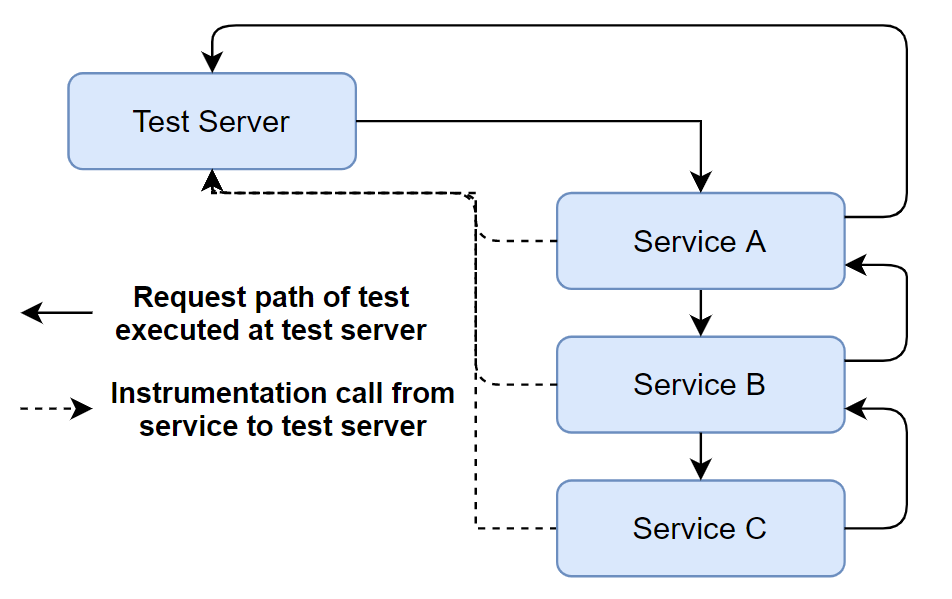 Test Server
Service A
Request path of test
executed at test server
Service B
Instrumentation call from
service to test server
Service C